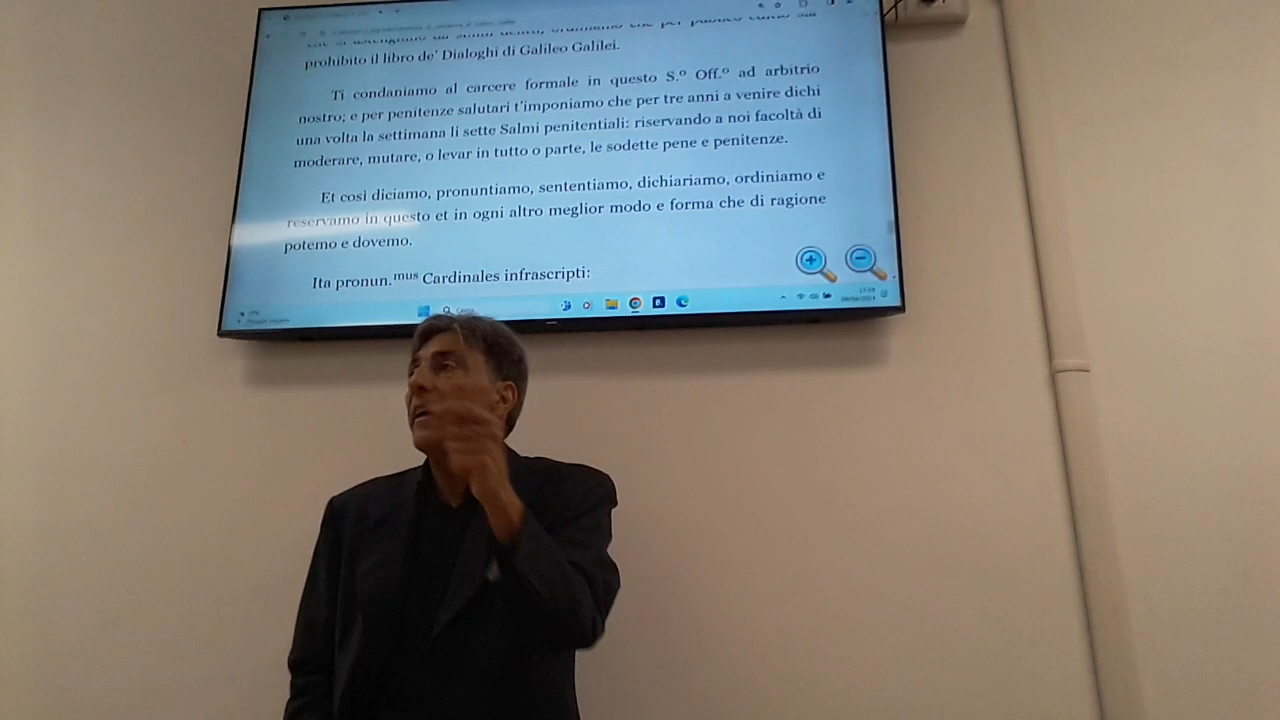 prohibito il libro de' Dialoghi di Galileo Galilei.
Ti condaniamo al carcere formale in questo S.º Off.º ad arbitrio
nostro; e per penitenze salutari t'imponiamo che per tre anni a venire dichi
una volta la settimana li sette Salmi penitentiali: riservando a noi facoltà di
moderare, mutare, o levar in tutto o parte, le sodette pene e penitenze.
Et così diciamo, pronuntiamo, sententiamo, dichiariamo, ordiniamo e
reservamo in questo et in ogni altro meglior modo e forma che di ragione
potemo e dovemo.
Ita pronun.mus Cardinales infrascripti:
Cerca